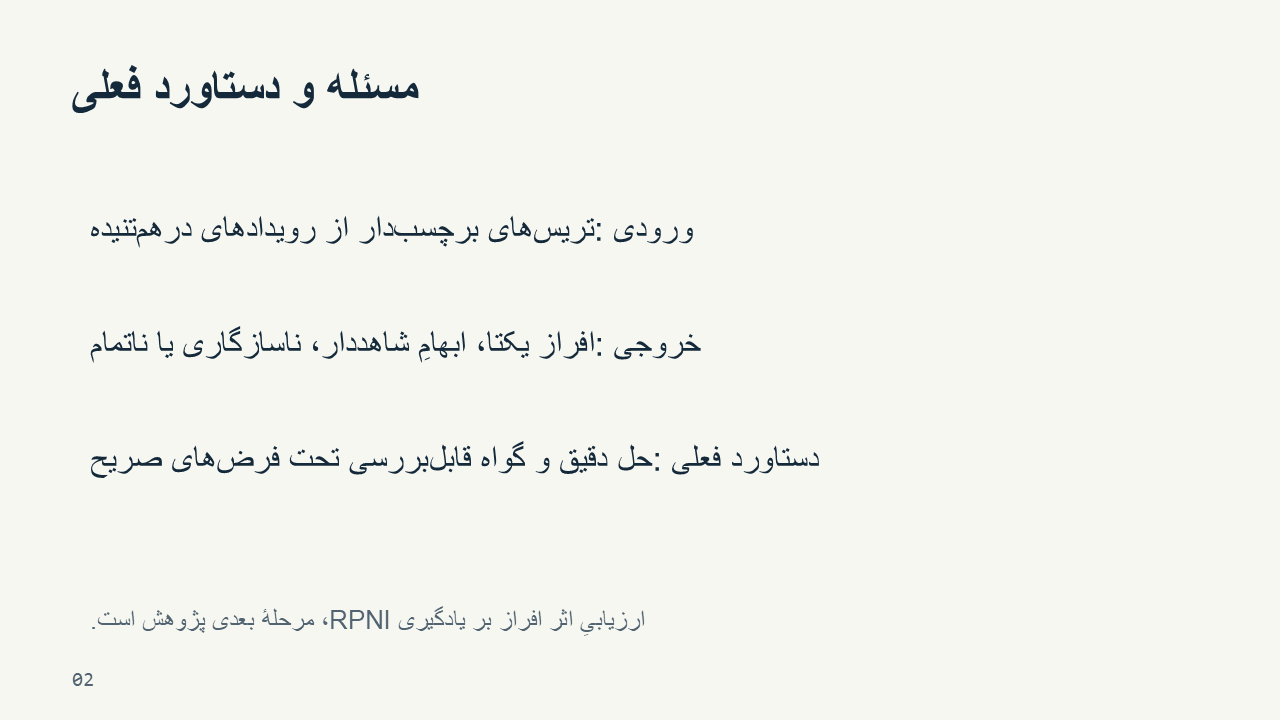 مسئله و دستاورد فعلی
ورودی: تریس‌های برچسب‌دار از رویدادهای درهم‌تنیده
خروجی: افراز یکتا، ابهامِ شاهددار، ناسازگاری یا ناتمام
دستاورد فعلی: حل دقیق و گواه قابل‌بررسی تحت فرض‌های صریح
ارزیابیِ اثر افراز بر یادگیری RPNI، مرحلهٔ بعدی پژوهش است.
02